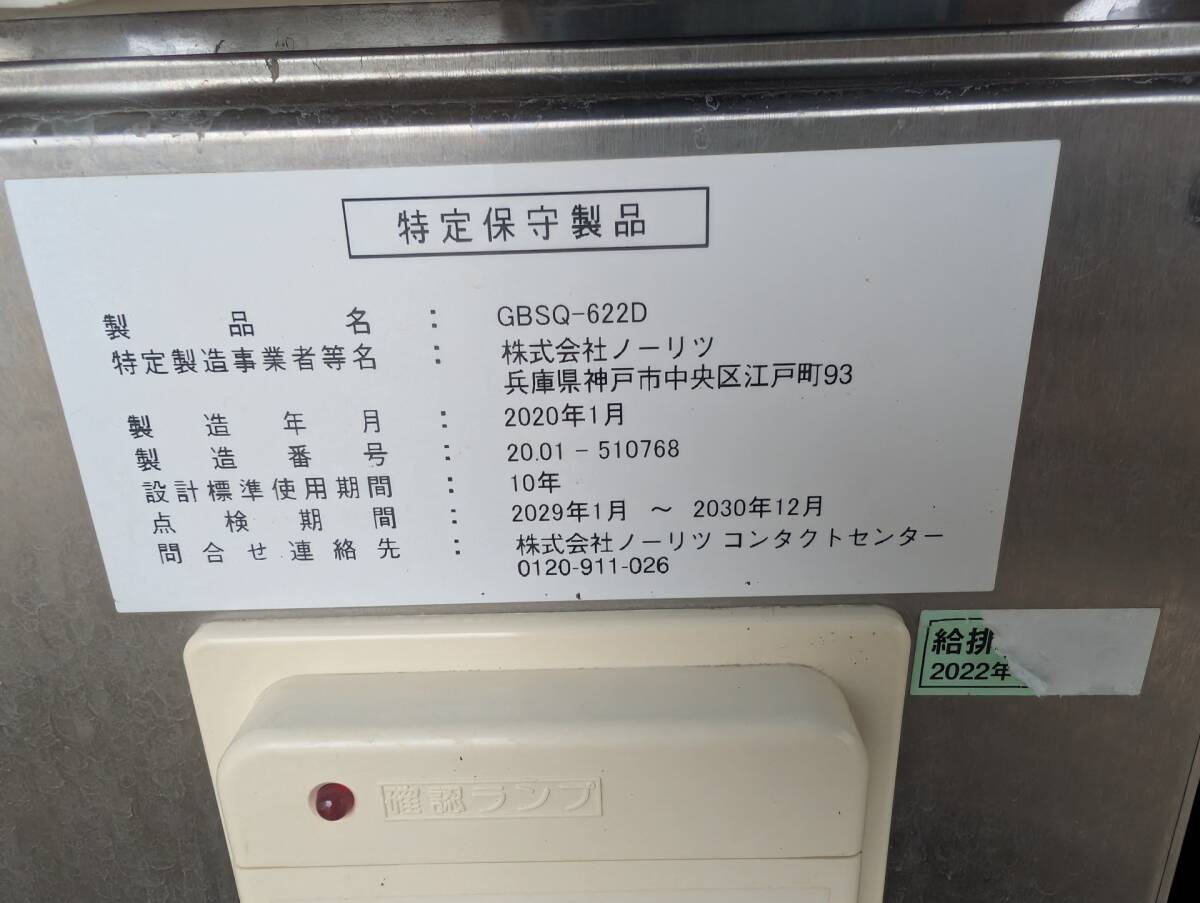 特定保守製品
製品名 : GBSQ-622D
特定製造事業者等名 : 株式会社ノーリツ
兵庫県神戸市中央区江戸町93
製造年月 : 2020年1月
製造番号 : 20.01 - 510768
設計標準使用期間 : 10年
点検期間 : 2029年1月 ～ 2030年12月
問合せ連絡先 : 株式会社ノーリツ コンタクトセンター
0120-911-026
給排
2022年
確認ランプ